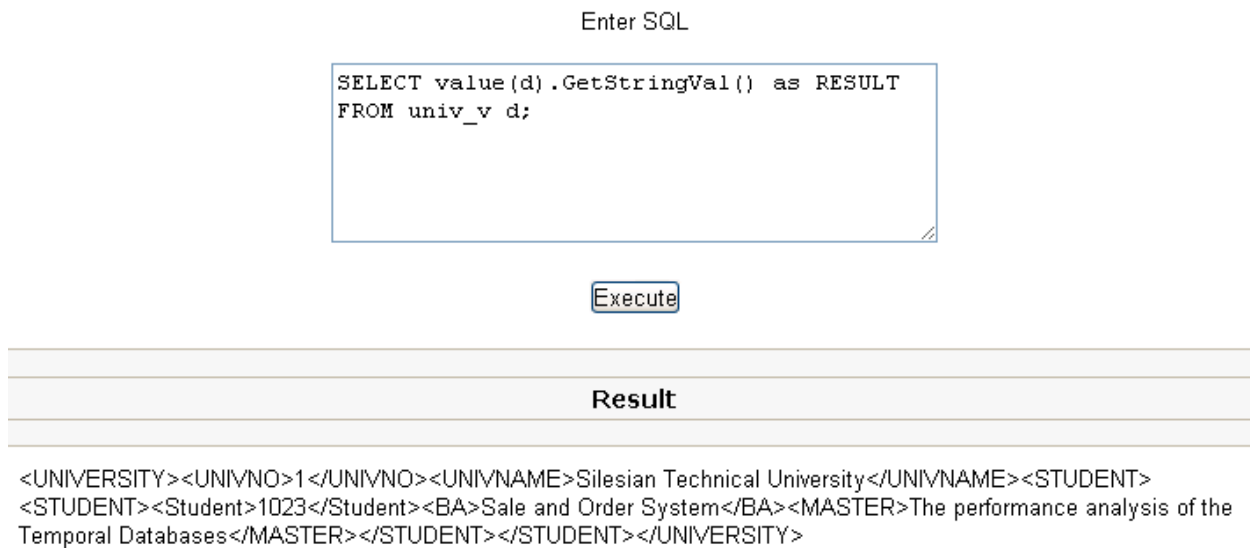 Enter SQL
SELECT value(d).GetStringVal() as RESULT
FROM univ_v d;
Execute
Result
<UNIVERSITY><UNIVNO>1</UNIVNO><UNIVNAME>Silesian Technical University</UNIVNAME><STUDENT>
<STUDENT><Student>1023</Student><BA>Sale and Order System</BA><MASTER>The performance analysis of the
Temporal Databases</MASTER></STUDENT></STUDENT></UNIVERSITY>